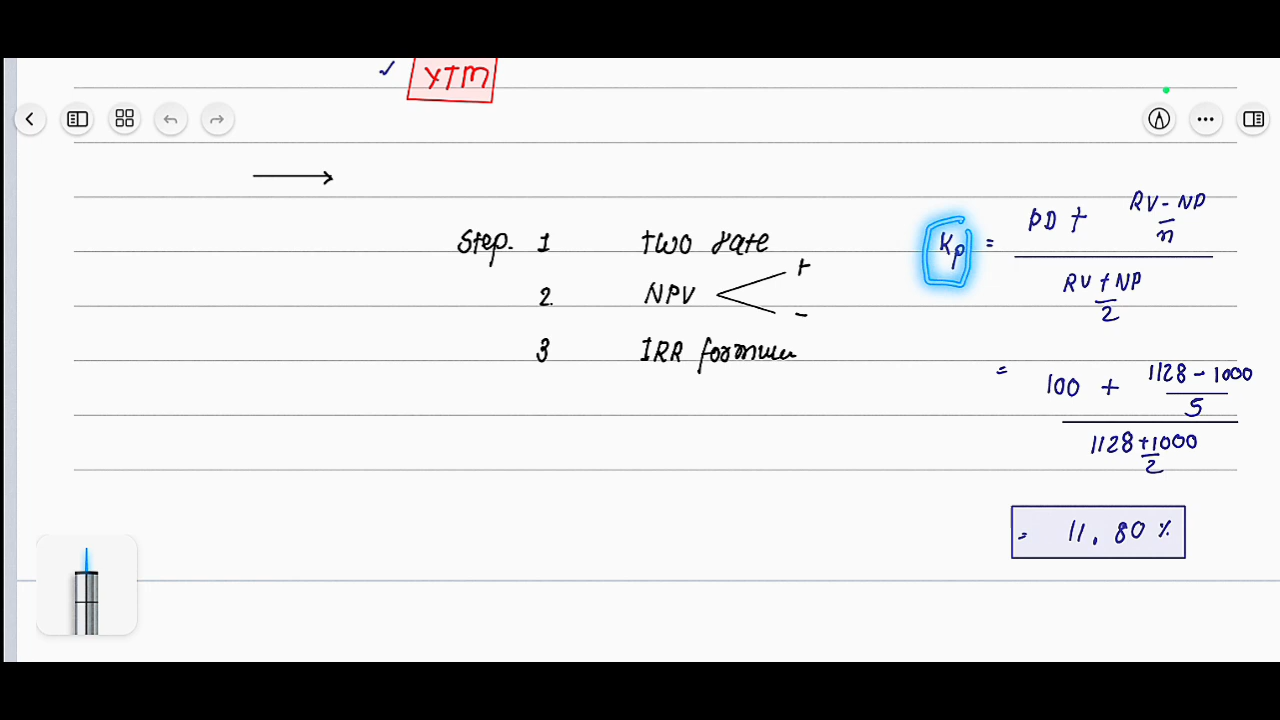 ✓ YTM
→
Step. 1 two rate
2. NPV < + -
3 IRR formula
Kp = PD + RV - NP / n
RV + NP / 2
= 100 + 1128 - 1000 / 5
1128 + 1000 / 2
= 11.80 %